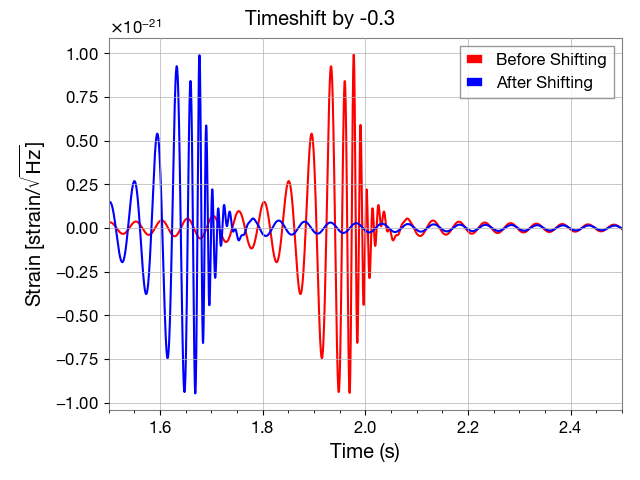 Timeshift by -0.3
×10⁻²¹
Before Shifting
After Shifting
1.00
0.75
0.50
0.25
0.00
−0.25
−0.50
−0.75
−1.00
Strain [strain/√Hz]
1.6 1.8 2.0 2.2 2.4
Time (s)